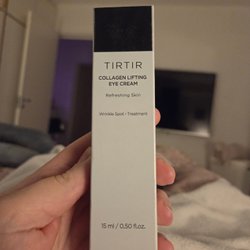 TIRTIR
COLLAGEN LIFTING
EYE CREAM
Refreshing Skin
Wrinkle Spot • Treatment
15 ml / 0.50 fl.oz.